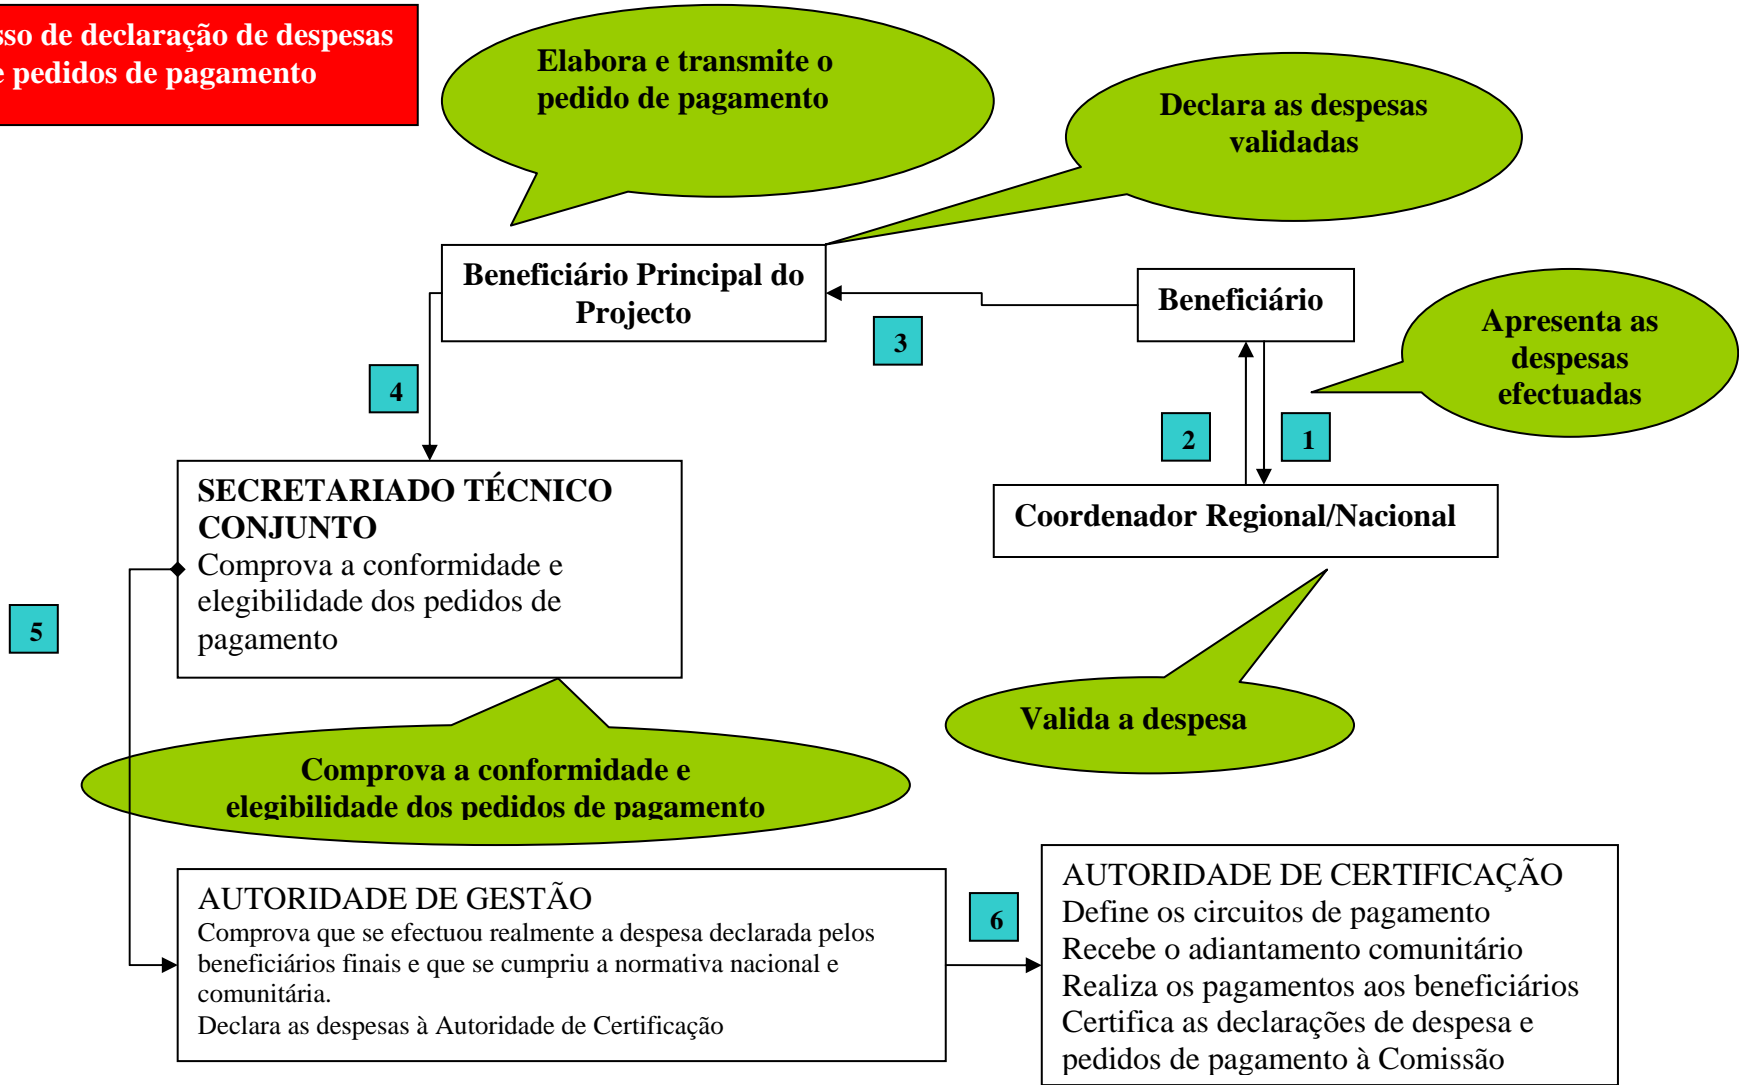 sso de declaração de despesas
e pedidos de pagamento
Elabora e transmite o
pedido de pagamento
Declara as despesas
validadas
Beneficiário Principal do
Projecto
Beneficiário
Apresenta as
despesas
efectuadas
3
4
2
1
SECRETARIADO TÉCNICO
CONJUNTO
Comprova a conformidade e
elegibilidade dos pedidos de
pagamento
Coordenador Regional/Nacional
5
Valida a despesa
Comprova a conformidade e
elegibilidade dos pedidos de pagamento
AUTORIDADE DE GESTÃO
Comprova que se efectuou realmente a despesa declarada pelos
beneficiários finais e que se cumpriu a normativa nacional e
comunitária.
Declara as despesas à Autoridade de Certificação
6
AUTORIDADE DE CERTIFICAÇÃO
Define os circuitos de pagamento
Recebe o adiantamento comunitário
Realiza os pagamentos aos beneficiários
Certifica as declarações de despesa e
pedidos de pagamento à Comissão